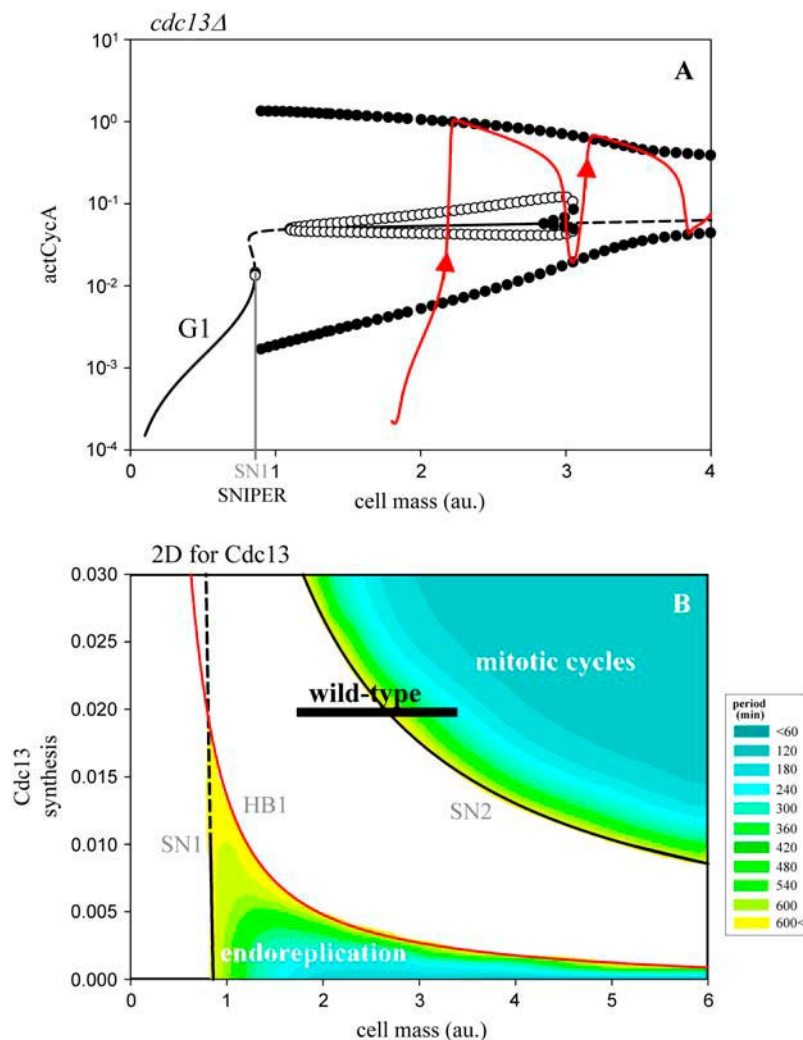 cdc13Δ
A
10¹
10⁰
10⁻¹
10⁻²
10⁻³
10⁻⁴
actCycA
G1
0
SN1
1
2
3
4
SNIPER
cell mass (au.)
2D for Cdc13
B
0.030
0.025
0.020
0.015
0.010
0.005
0.000
Cdc13
synthesis
mitotic cycles
wild-type
HB1
SN2
SN1
endoreplication
0
1
2
3
4
5
6
cell mass (au.)
period
(min)
<60
120
180
240
300
360
420
480
540
600
600<